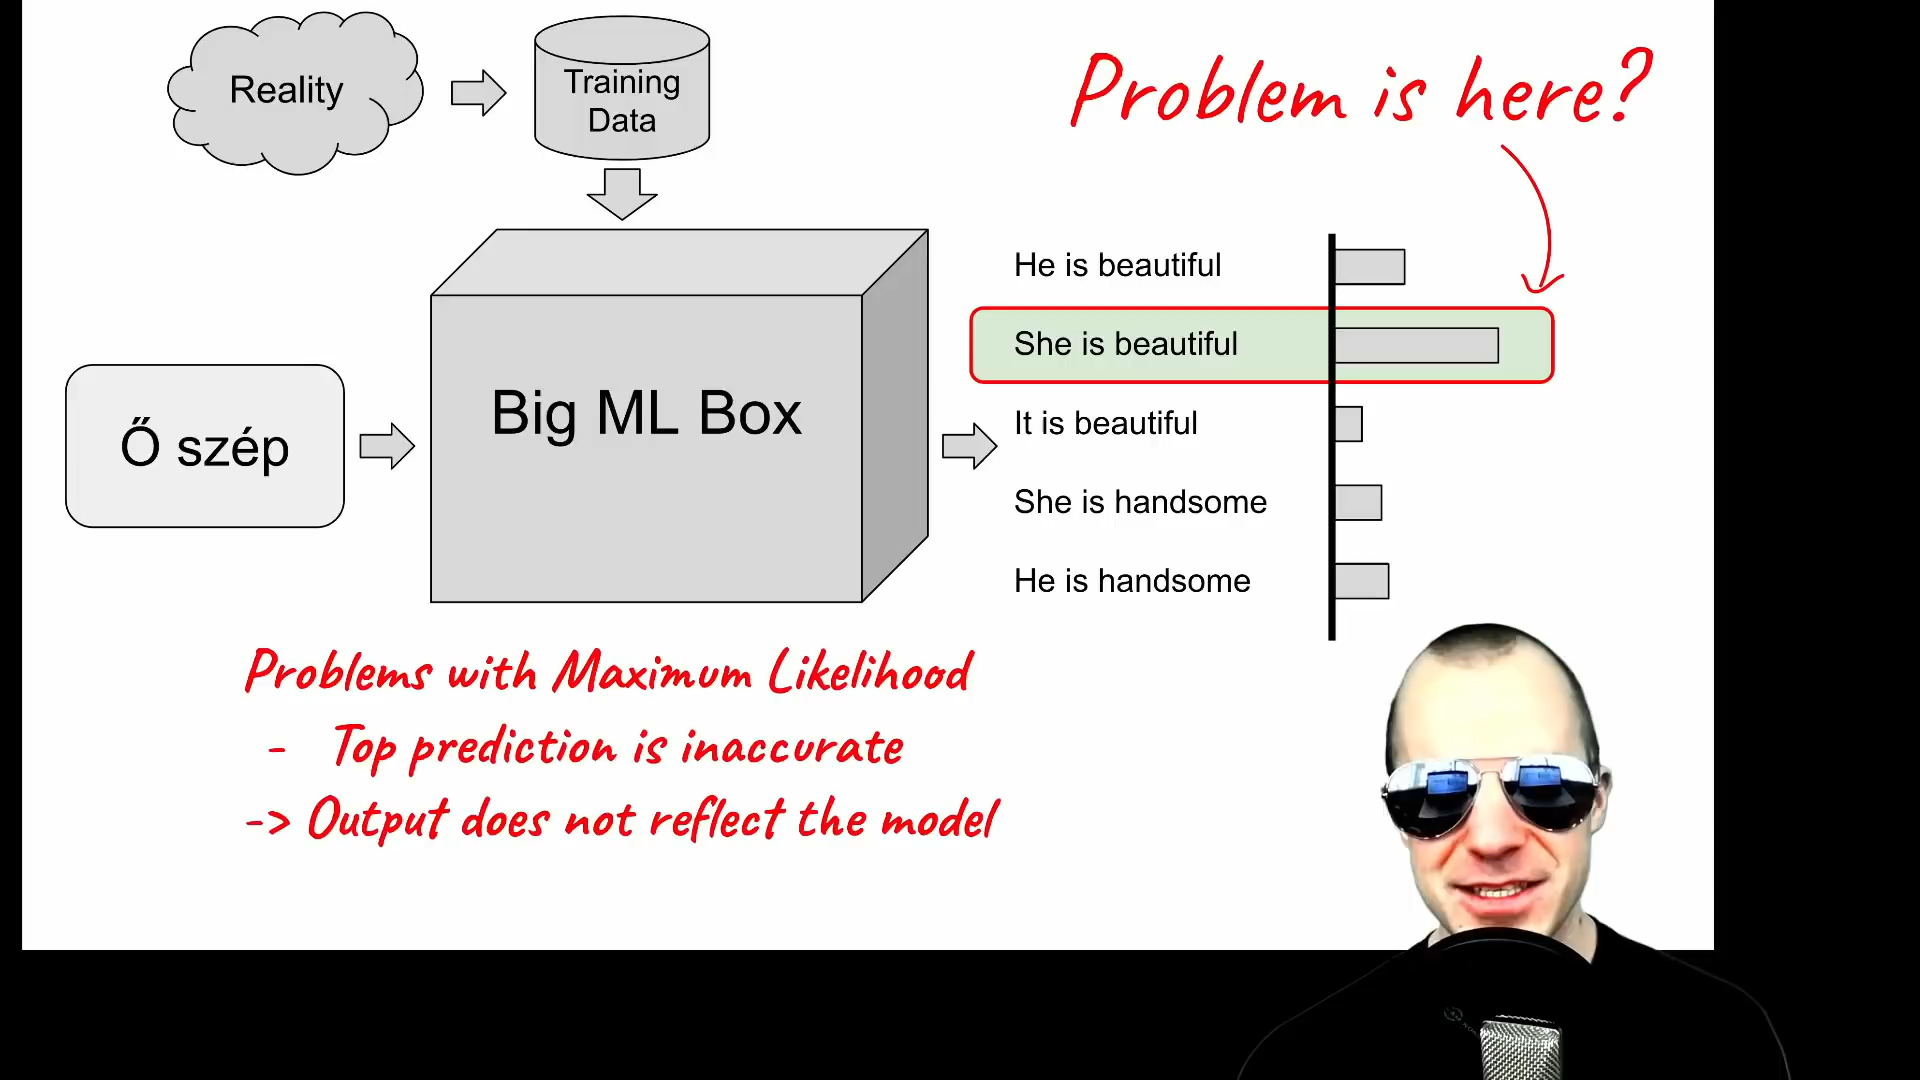 Reality
Training
Data
Problem is here?
Ő szép
Big ML Box
He is beautiful
She is beautiful
It is beautiful
She is handsome
He is handsome
Problems with Maximum Likelihood
- Top prediction is inaccurate
-> Output does not reflect the model